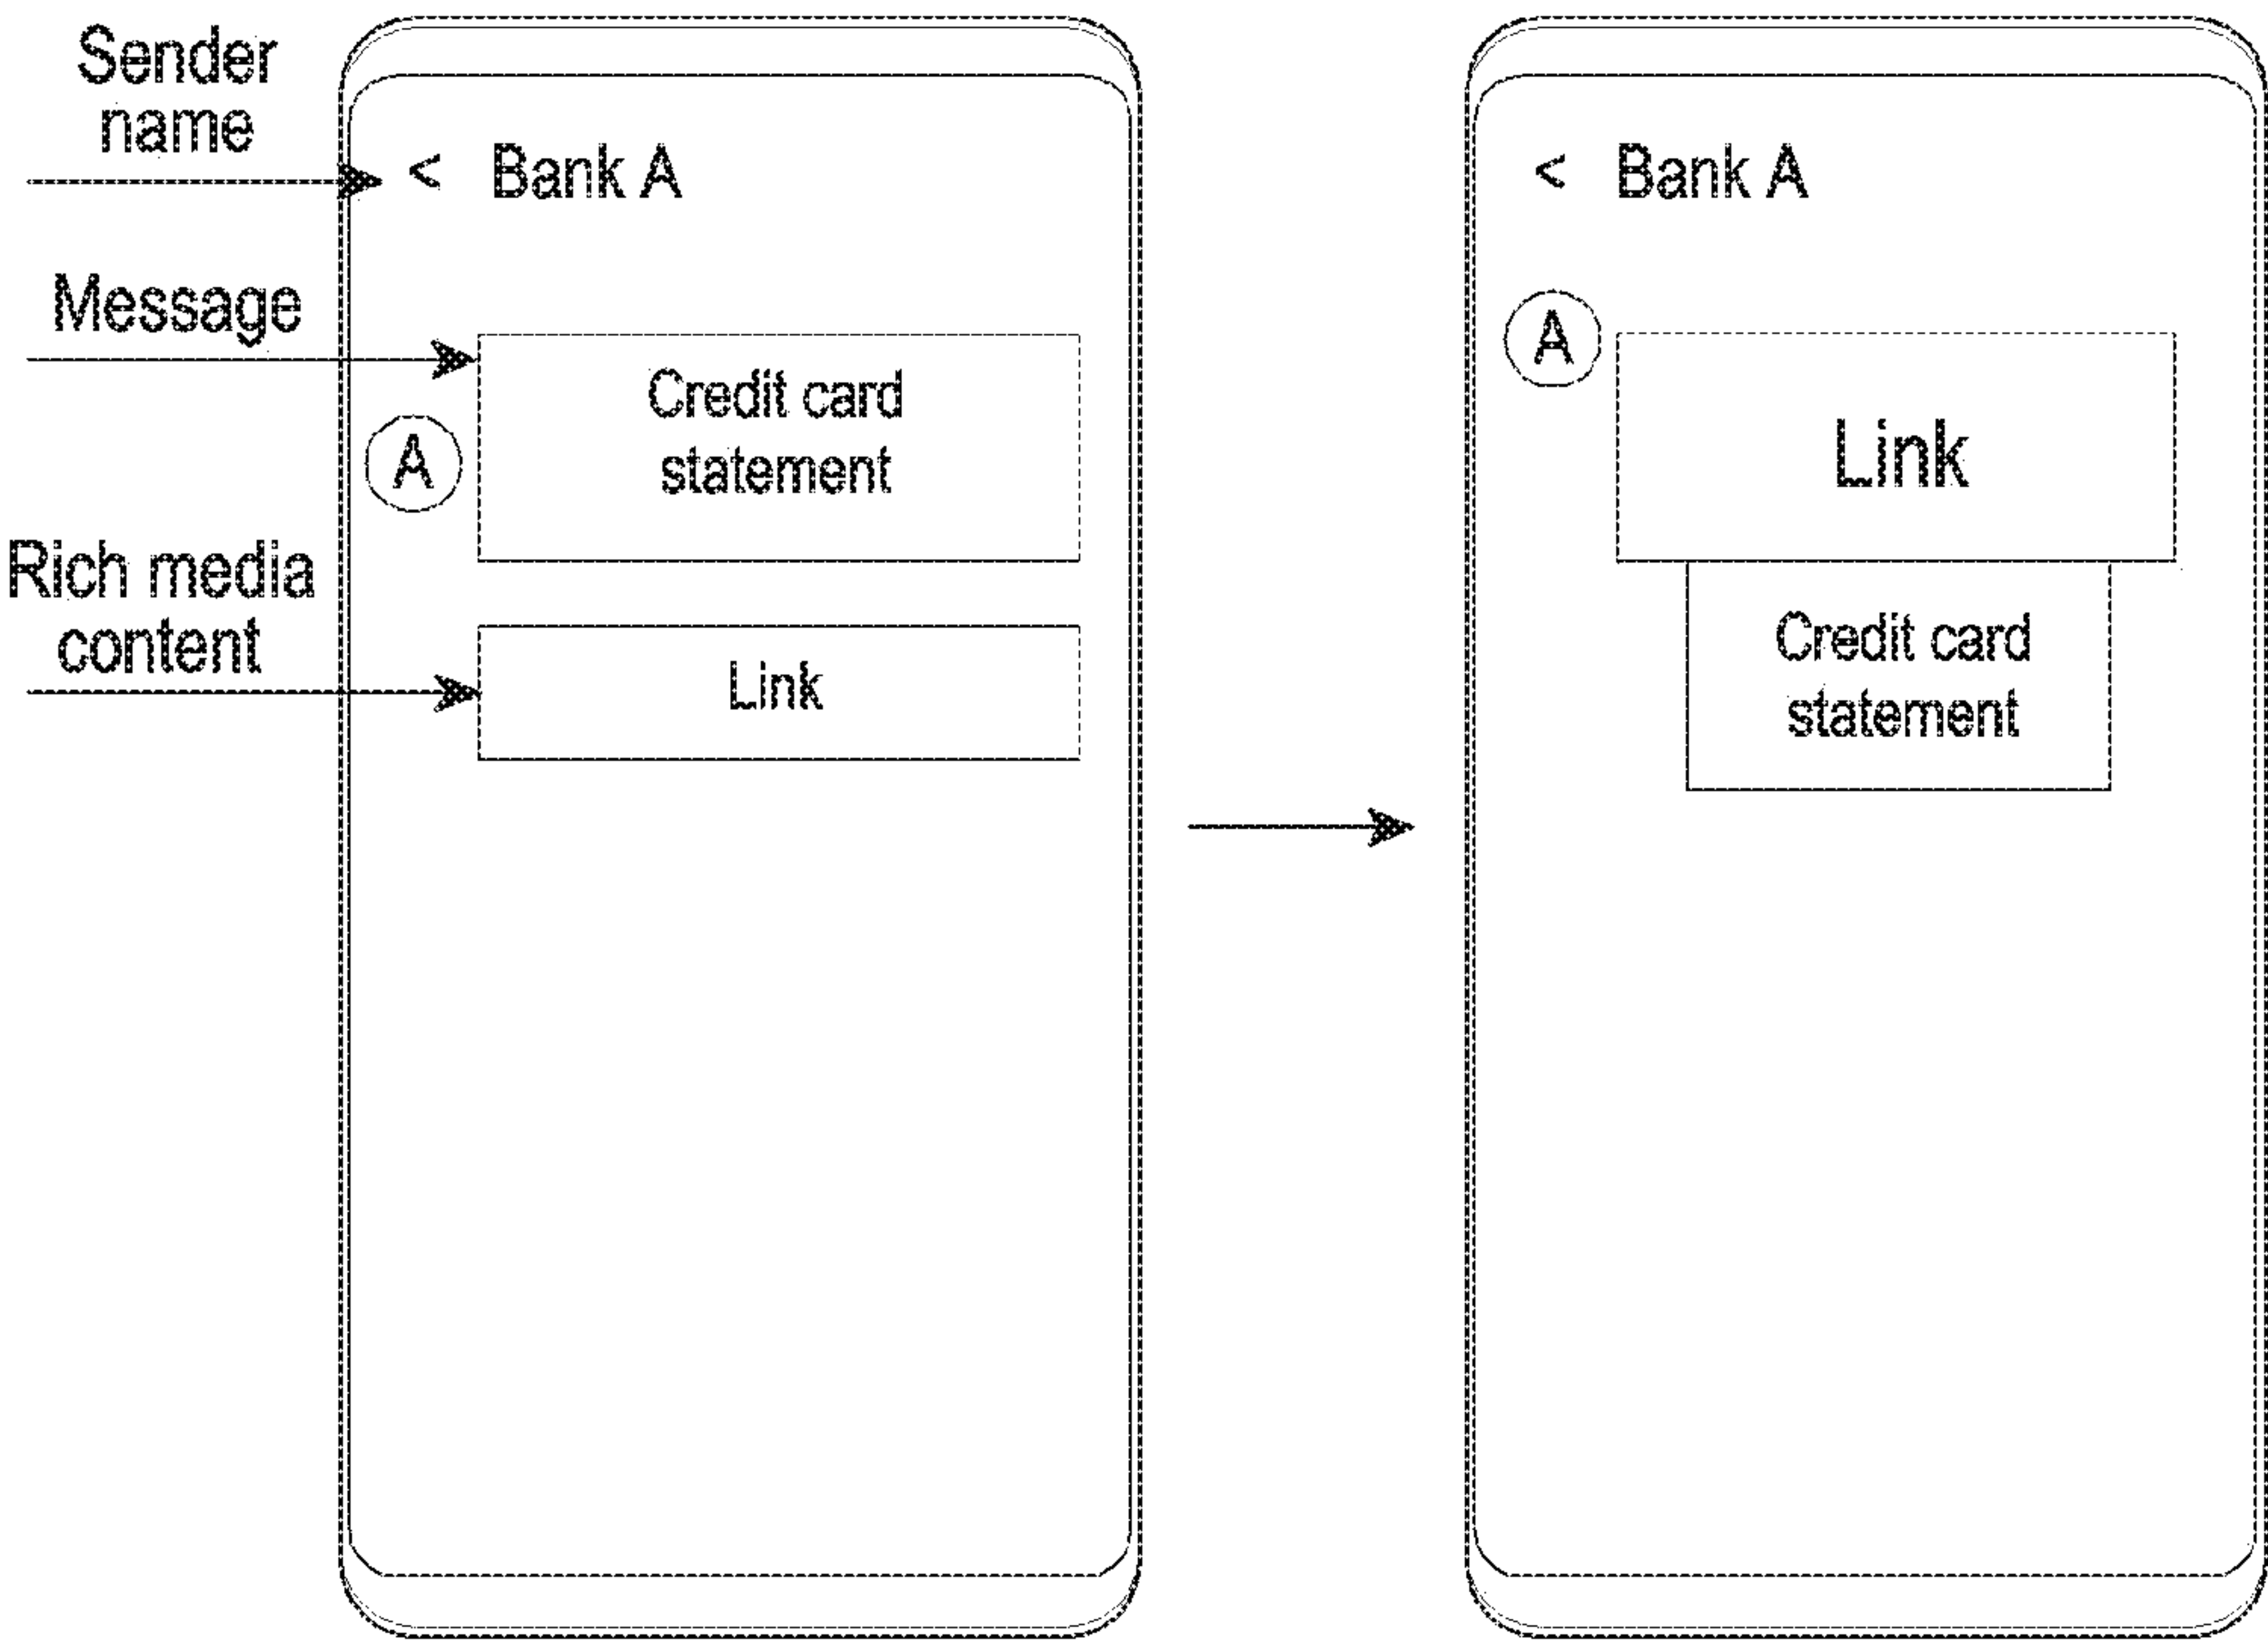 Sender
name
< Bank A
Message
Credit card
statement
A
Rich media
content
Link
< Bank A
A
Link
Credit card
statement